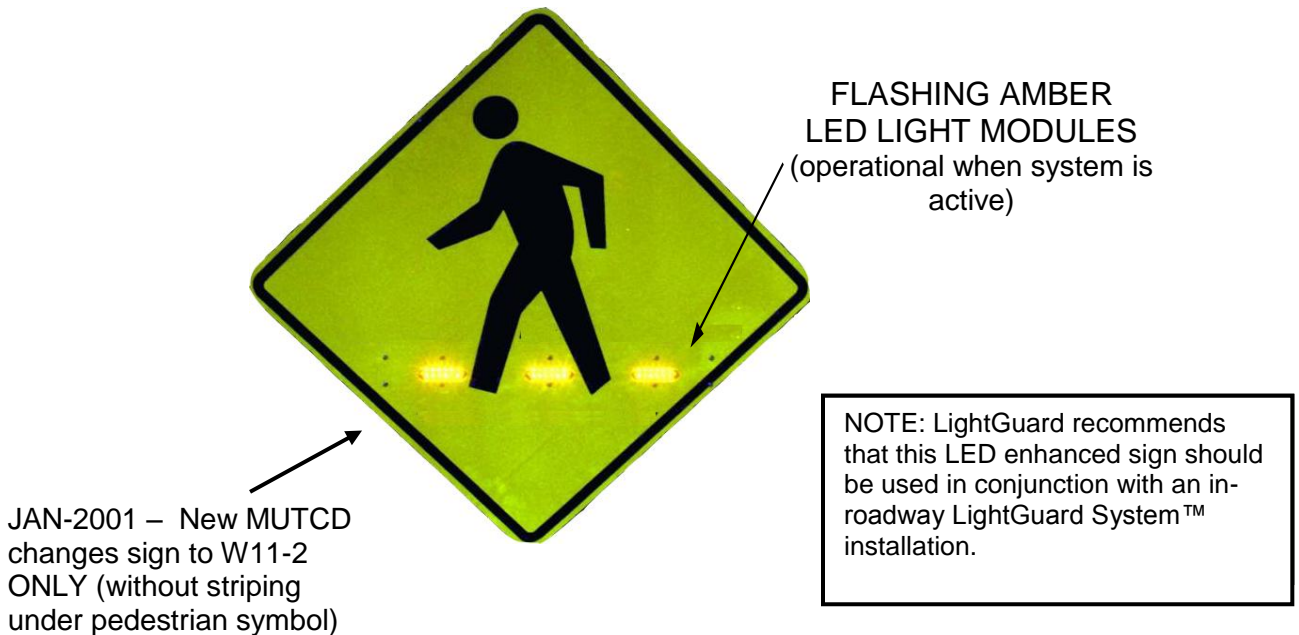 FLASHING AMBER
LED LIGHT MODULES
(operational when system is
active)
NOTE: LightGuard recommends
that this LED enhanced sign should
be used in conjunction with an in-
roadway LightGuard System™
installation.
JAN-2001 – New MUTCD
changes sign to W11-2
ONLY (without striping
under pedestrian symbol)